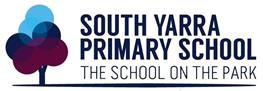 SOUTH YARRA
PRIMARY SCHOOL
THE SCHOOL ON THE PARK